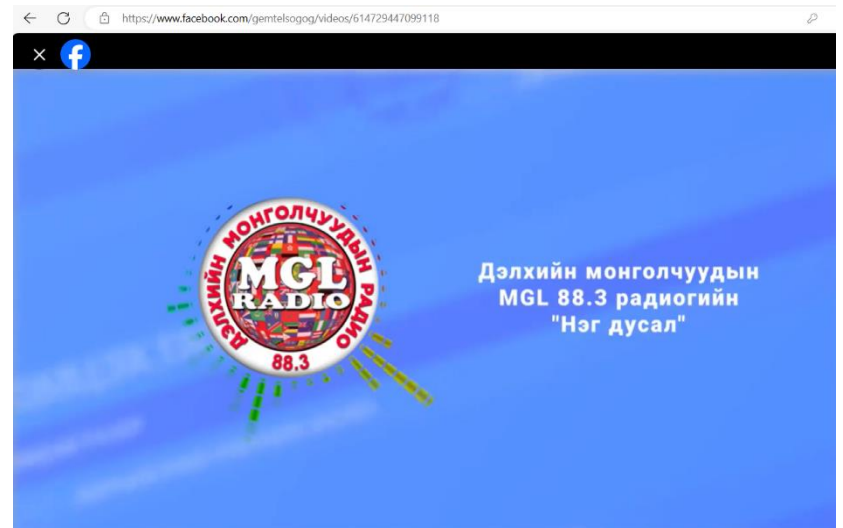 https://www.facebook.com/gemtelsogog/videos/614729447099118
ДЭЛХИЙН МОНГОЛЧУУДЫН РАДИО
MGL
RADIO
88.3
Дэлхийн монголчуудын
MGL 88.3 радиогийн
"Нэг дусал"